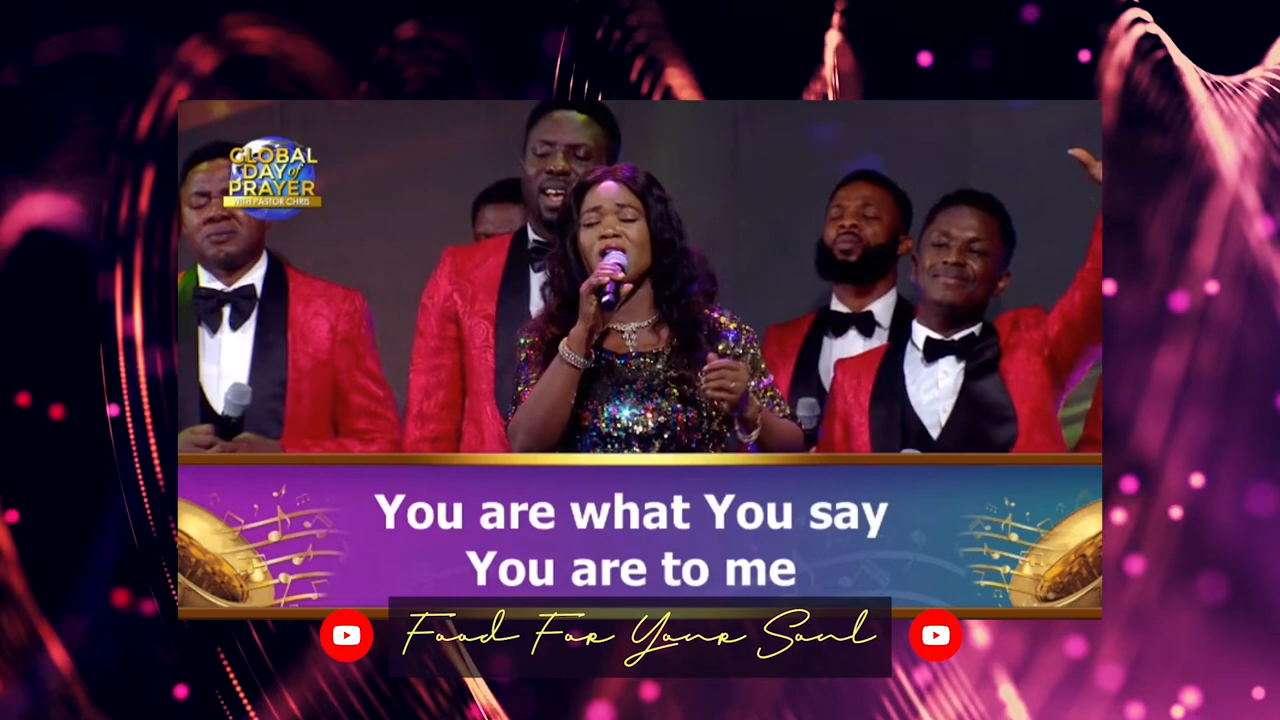 GLOBAL
DAY of
PRAYER
WITH PASTOR CHRIS
You are what You say
You are to me
Food For Your Soul